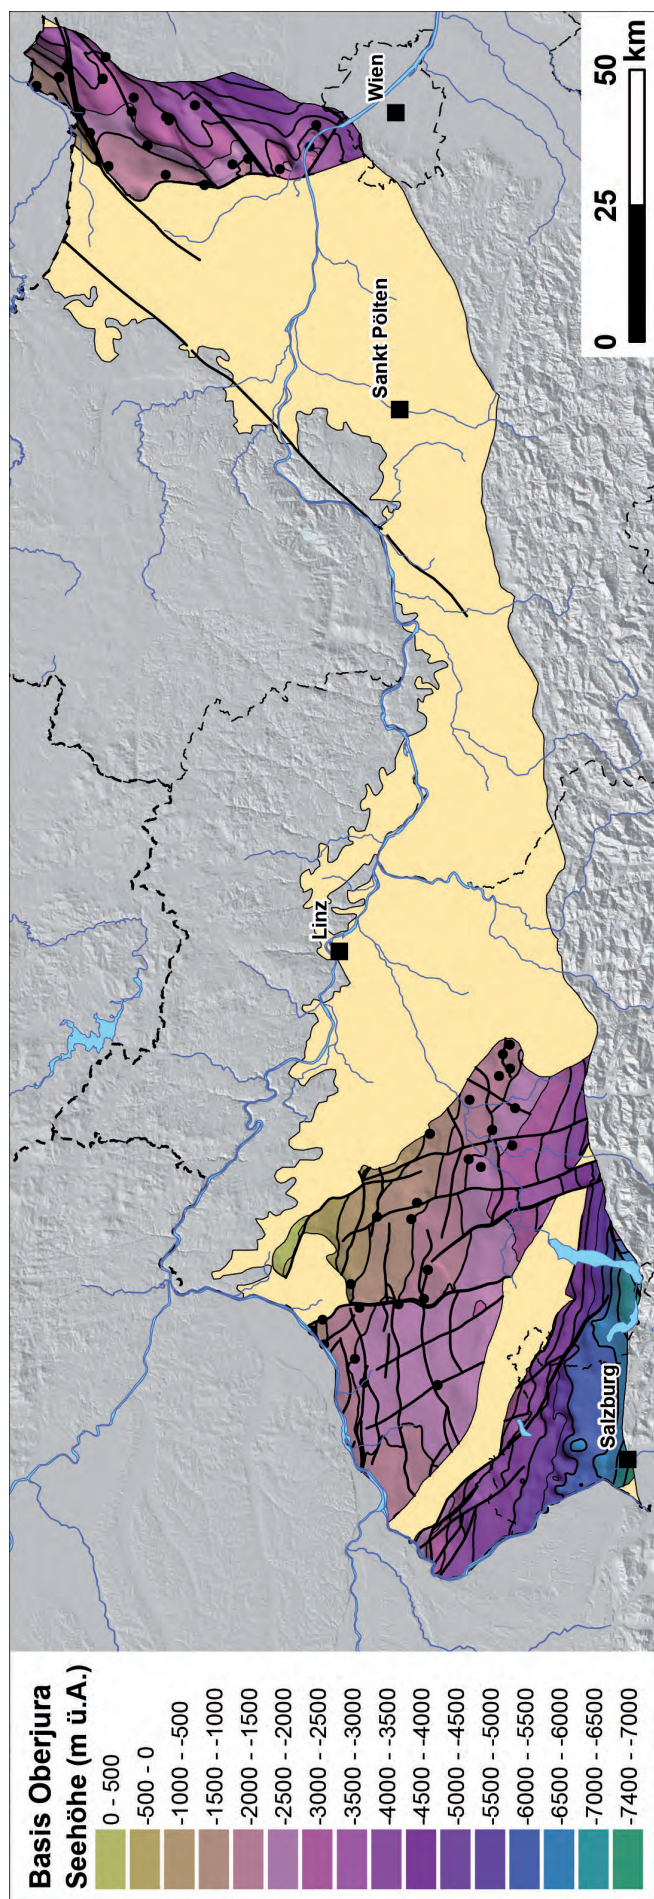 Basis Oberjura
Seehöhe (m ü.A.)
0 - 500
-500 - 0
-1000 - -500
-1500 - -1000
-2000 - -1500
-2500 - -2000
-3000 - -2500
-3500 - -3000
-4000 - -3500
-4500 - -4000
-5000 - -4500
-5500 - -5000
-6000 - -5500
-6500 - -6000
-7000 - -6500
-7400 - -7000
Salzburg
Linz
Sankt Pölten
Wien
0 25 50
km